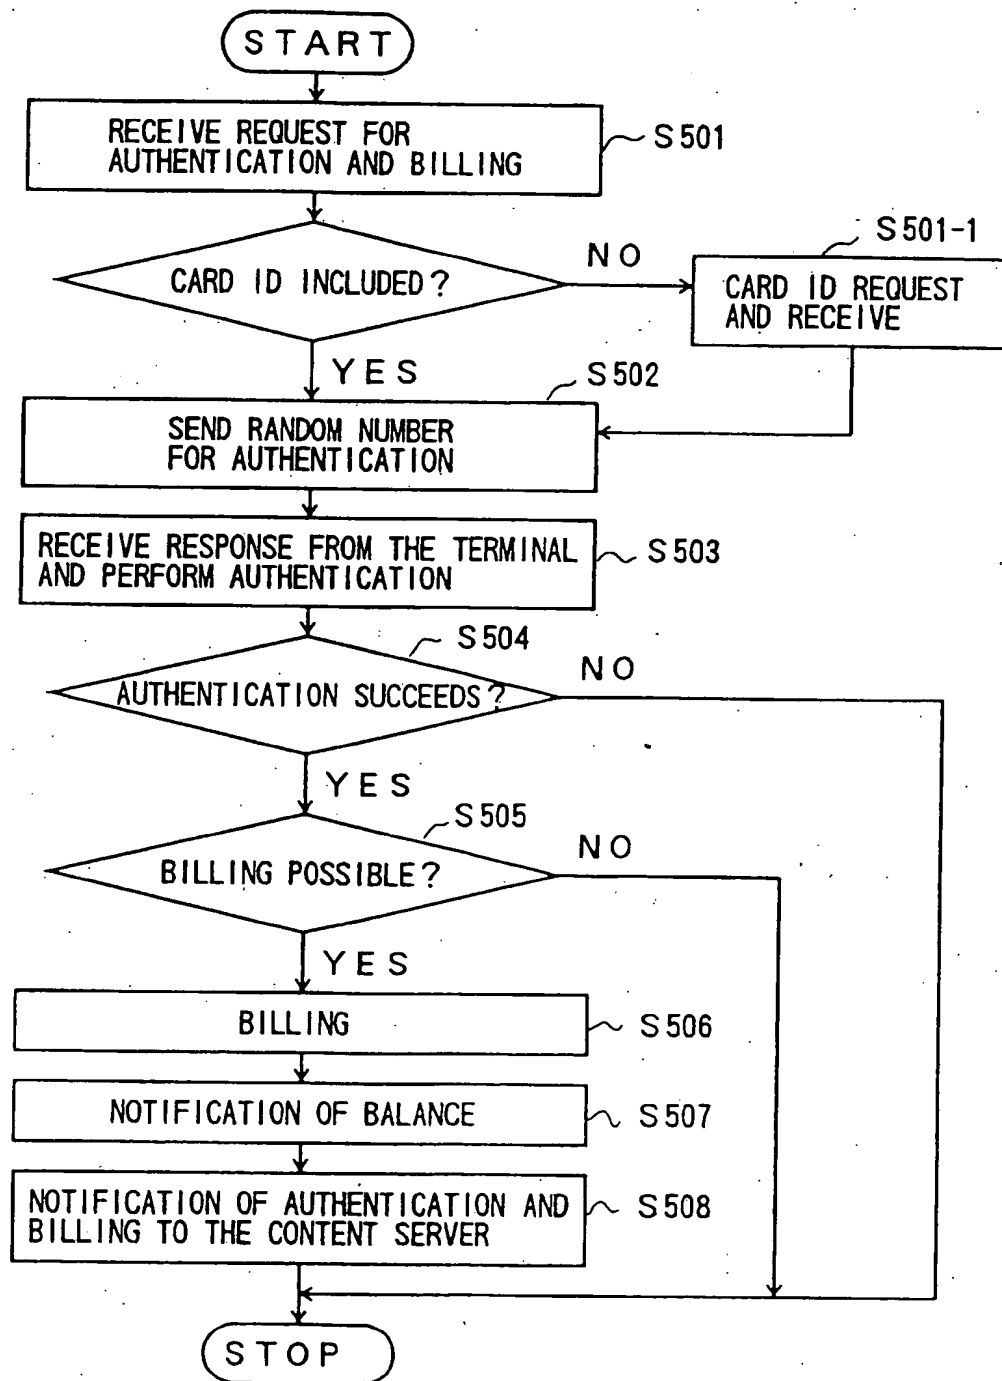 START
RECEIVE REQUEST FOR
AUTHENTICATION AND BILLING
S501
CARD ID INCLUDED?
NO
S501-1
CARD ID REQUEST
AND RECEIVE
YES
S502
SEND RANDOM NUMBER
FOR AUTHENTICATION
RECEIVE RESPONSE FROM THE TERMINAL
AND PERFORM AUTHENTICATION
S503
S504
AUTHENTICATION SUCCEEDS?
NO
YES
S505
BILLING POSSIBLE?
NO
YES
BILLING
S506
NOTIFICATION OF BALANCE
S507
NOTIFICATION OF AUTHENTICATION AND
BILLING TO THE CONTENT SERVER
S508
STOP